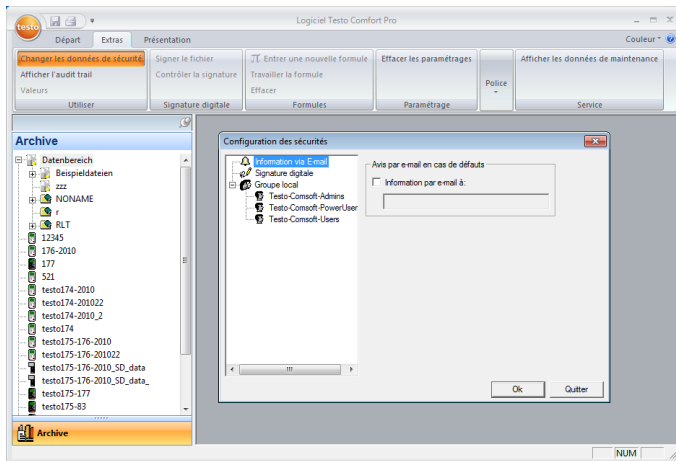 testo
Logiciel Testo Comfort Pro
Départ Extras Présentation Couleur
Changer les données de sécurité
Afficher l'audit trail
Valeurs
Utiliser
Signer le fichier
Contrôler la signature
Signature digitale
Entrer une nouvelle formule
Travailler la formule
Effacer
Formules
Effacer les paramétrages
Paramétrage
Police
Afficher les données de maintenance
Service
Archive
Datenbereich
Beispieldateien
zzz
NONAME
r
RLT
12345
176-2010
177
521
testo174-2010
testo174-201022
testo174-2010_2
testo174
testo175-176-2010
testo175-176-201022
testo175-176-2010_SD_data
testo175-176-2010_SD_data_
testo175-177
testo175-83
Archive
Configuration des sécurités
Information via E-mail
Signature digitale
Groupe local
Testo-Comsoft-Admins
Testo-Comsoft-PowerUser
Testo-Comsoft-Users
Avis par e-mail en cas de défauts
Information par e-mail á:
Ok Quitter
NUM